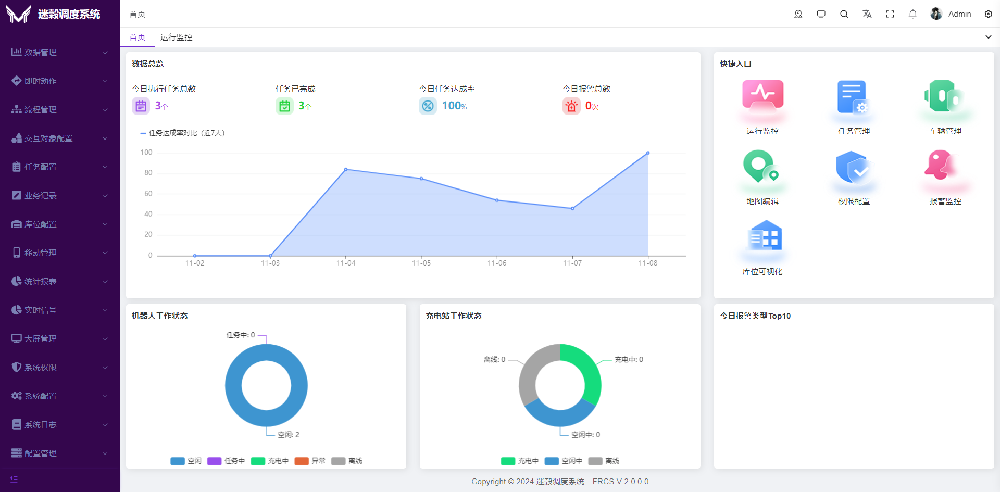 迷榖调度系统
首页
Admin
首页
运行监控
数据管理
即时动作
流程管理
交互对象配置
任务配置
业务记录
库位配置
移动管理
统计报表
实时信号
大屏管理
系统权限
系统配置
系统日志
配置管理
数据总览
今日执行任务总数
3个
任务已完成
3个
今日任务达成率
100%
今日报警总数
0次
任务达成率对比（近7天）
100
80
60
40
20
0
11-02
11-03
11-04
11-05
11-06
11-07
11-08
快捷入口
运行监控
任务管理
车辆管理
地图编辑
权限配置
报警监控
库位可视化
机器人工作状态
任务中: 0
空闲: 2
空闲
任务中
充电中
异常
离线
充电站工作状态
离线: 0
充电中: 0
空闲中: 0
充电中
空闲中
离线
今日报警类型Top10
Copyright © 2024 迷榖调度系统 FRCS V 2.0.0.0